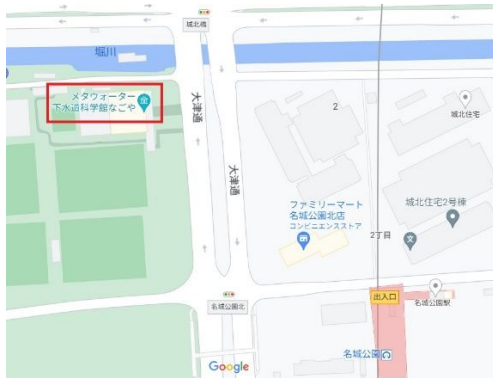 城北橋
堀川
メタウォーター
下水道科学館なごや
大津通
大津通
2
城北住宅
ファミリーマート
名城公園北店
コンビニエンスストア
城北住宅2号棟
2丁目
文
出入口
名城公園駅
名城公園北
名城公園
Google